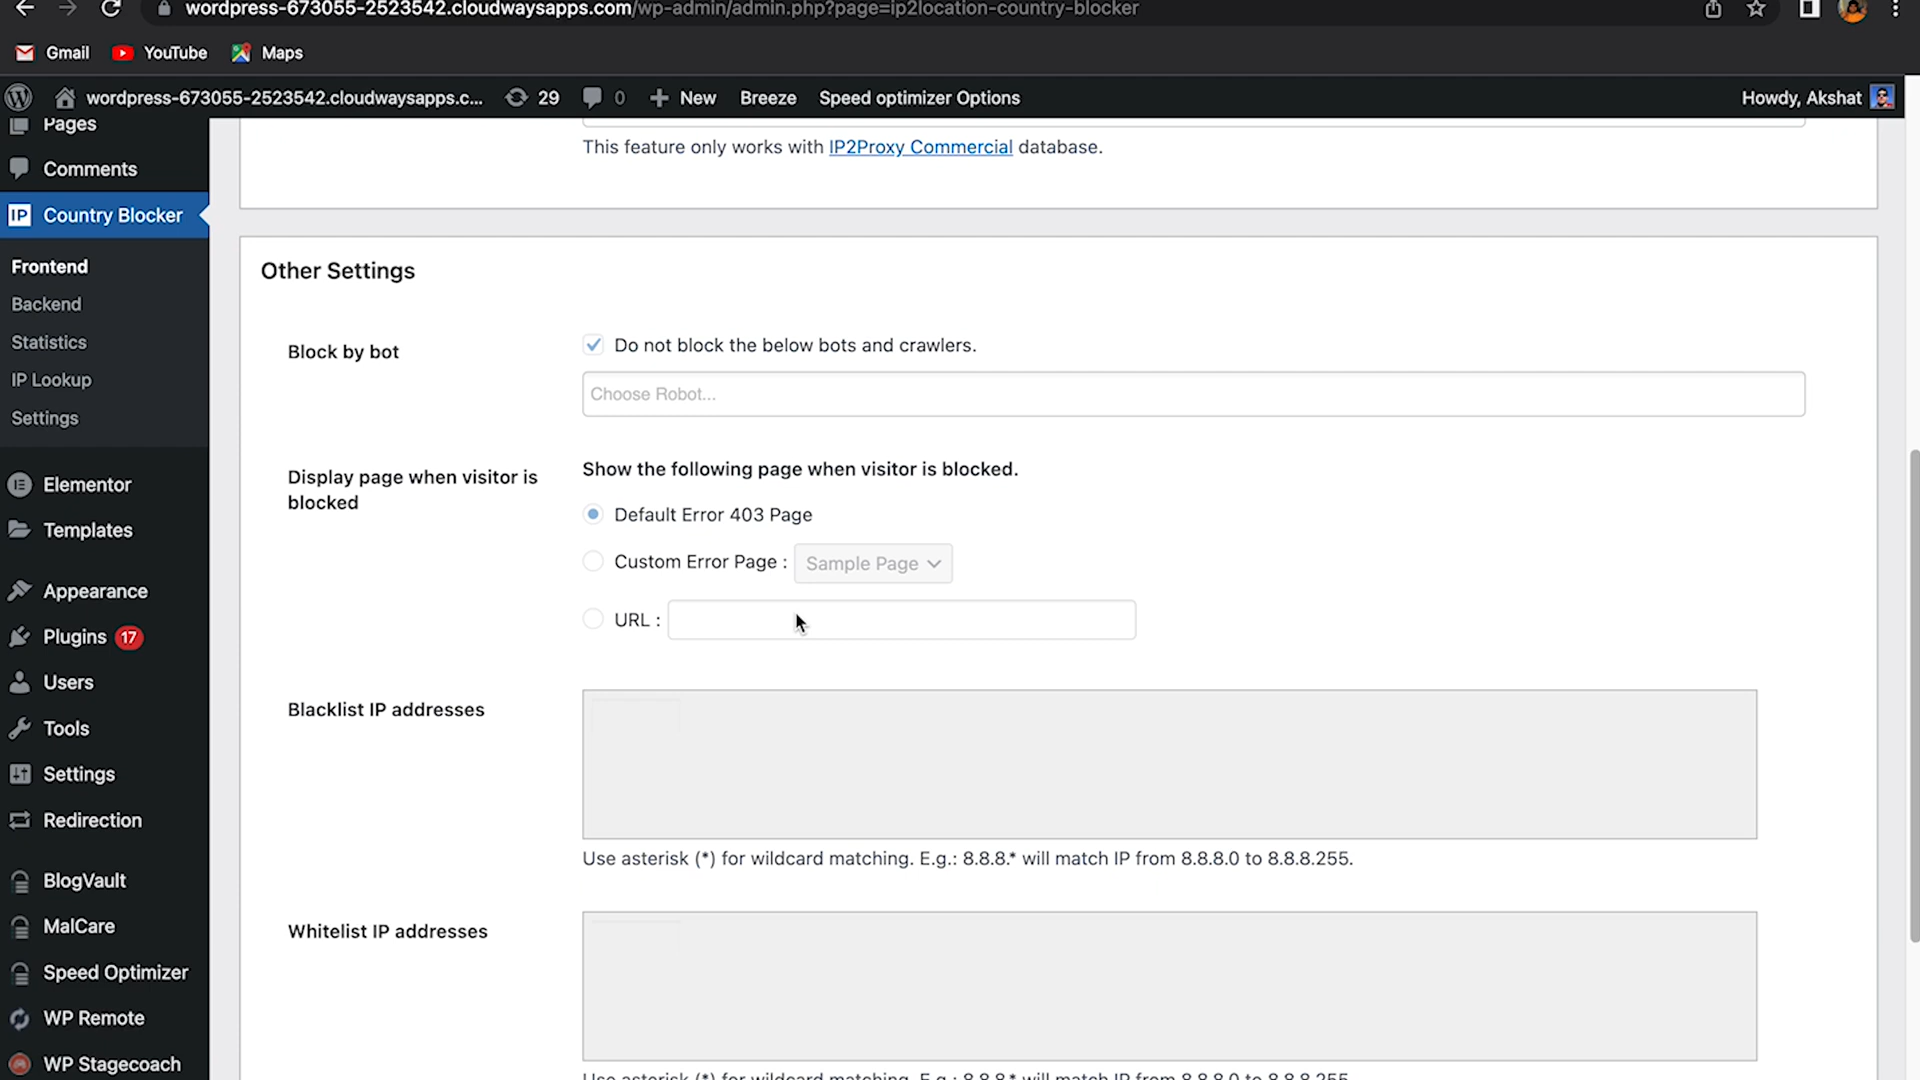 wordpress-673055-2523542.cloudwaysapps.com/wp-admin/admin.php?page=ip2location-country-blocker
Gmail YouTube Maps
wordpress-673055-2523542.cloudwaysapps.c... 29 0 New Breeze Speed optimizer Options Howdy, Akshat
Pages
Comments
IP Country Blocker
Frontend
Backend
Statistics
IP Lookup
Settings
Elementor
Templates
Appearance
Plugins 17
Users
Tools
Settings
Redirection
BlogVault
MalCare
Speed Optimizer
WP Remote
WP Stagecoach
This feature only works with IP2Proxy Commercial database.
Other Settings
Block by bot
Do not block the below bots and crawlers.
Choose Robot...
Display page when visitor is
blocked
Show the following page when visitor is blocked.
Default Error 403 Page
Custom Error Page : Sample Page
URL :
Blacklist IP addresses
Use asterisk (*) for wildcard matching. E.g.: 8.8.8.* will match IP from 8.8.8.0 to 8.8.8.255.
Whitelist IP addresses
Use asterisk (*) for wildcard matching. E.g.: 8.8.8.* will match IP from 8.8.8.0 to 8.8.8.255.